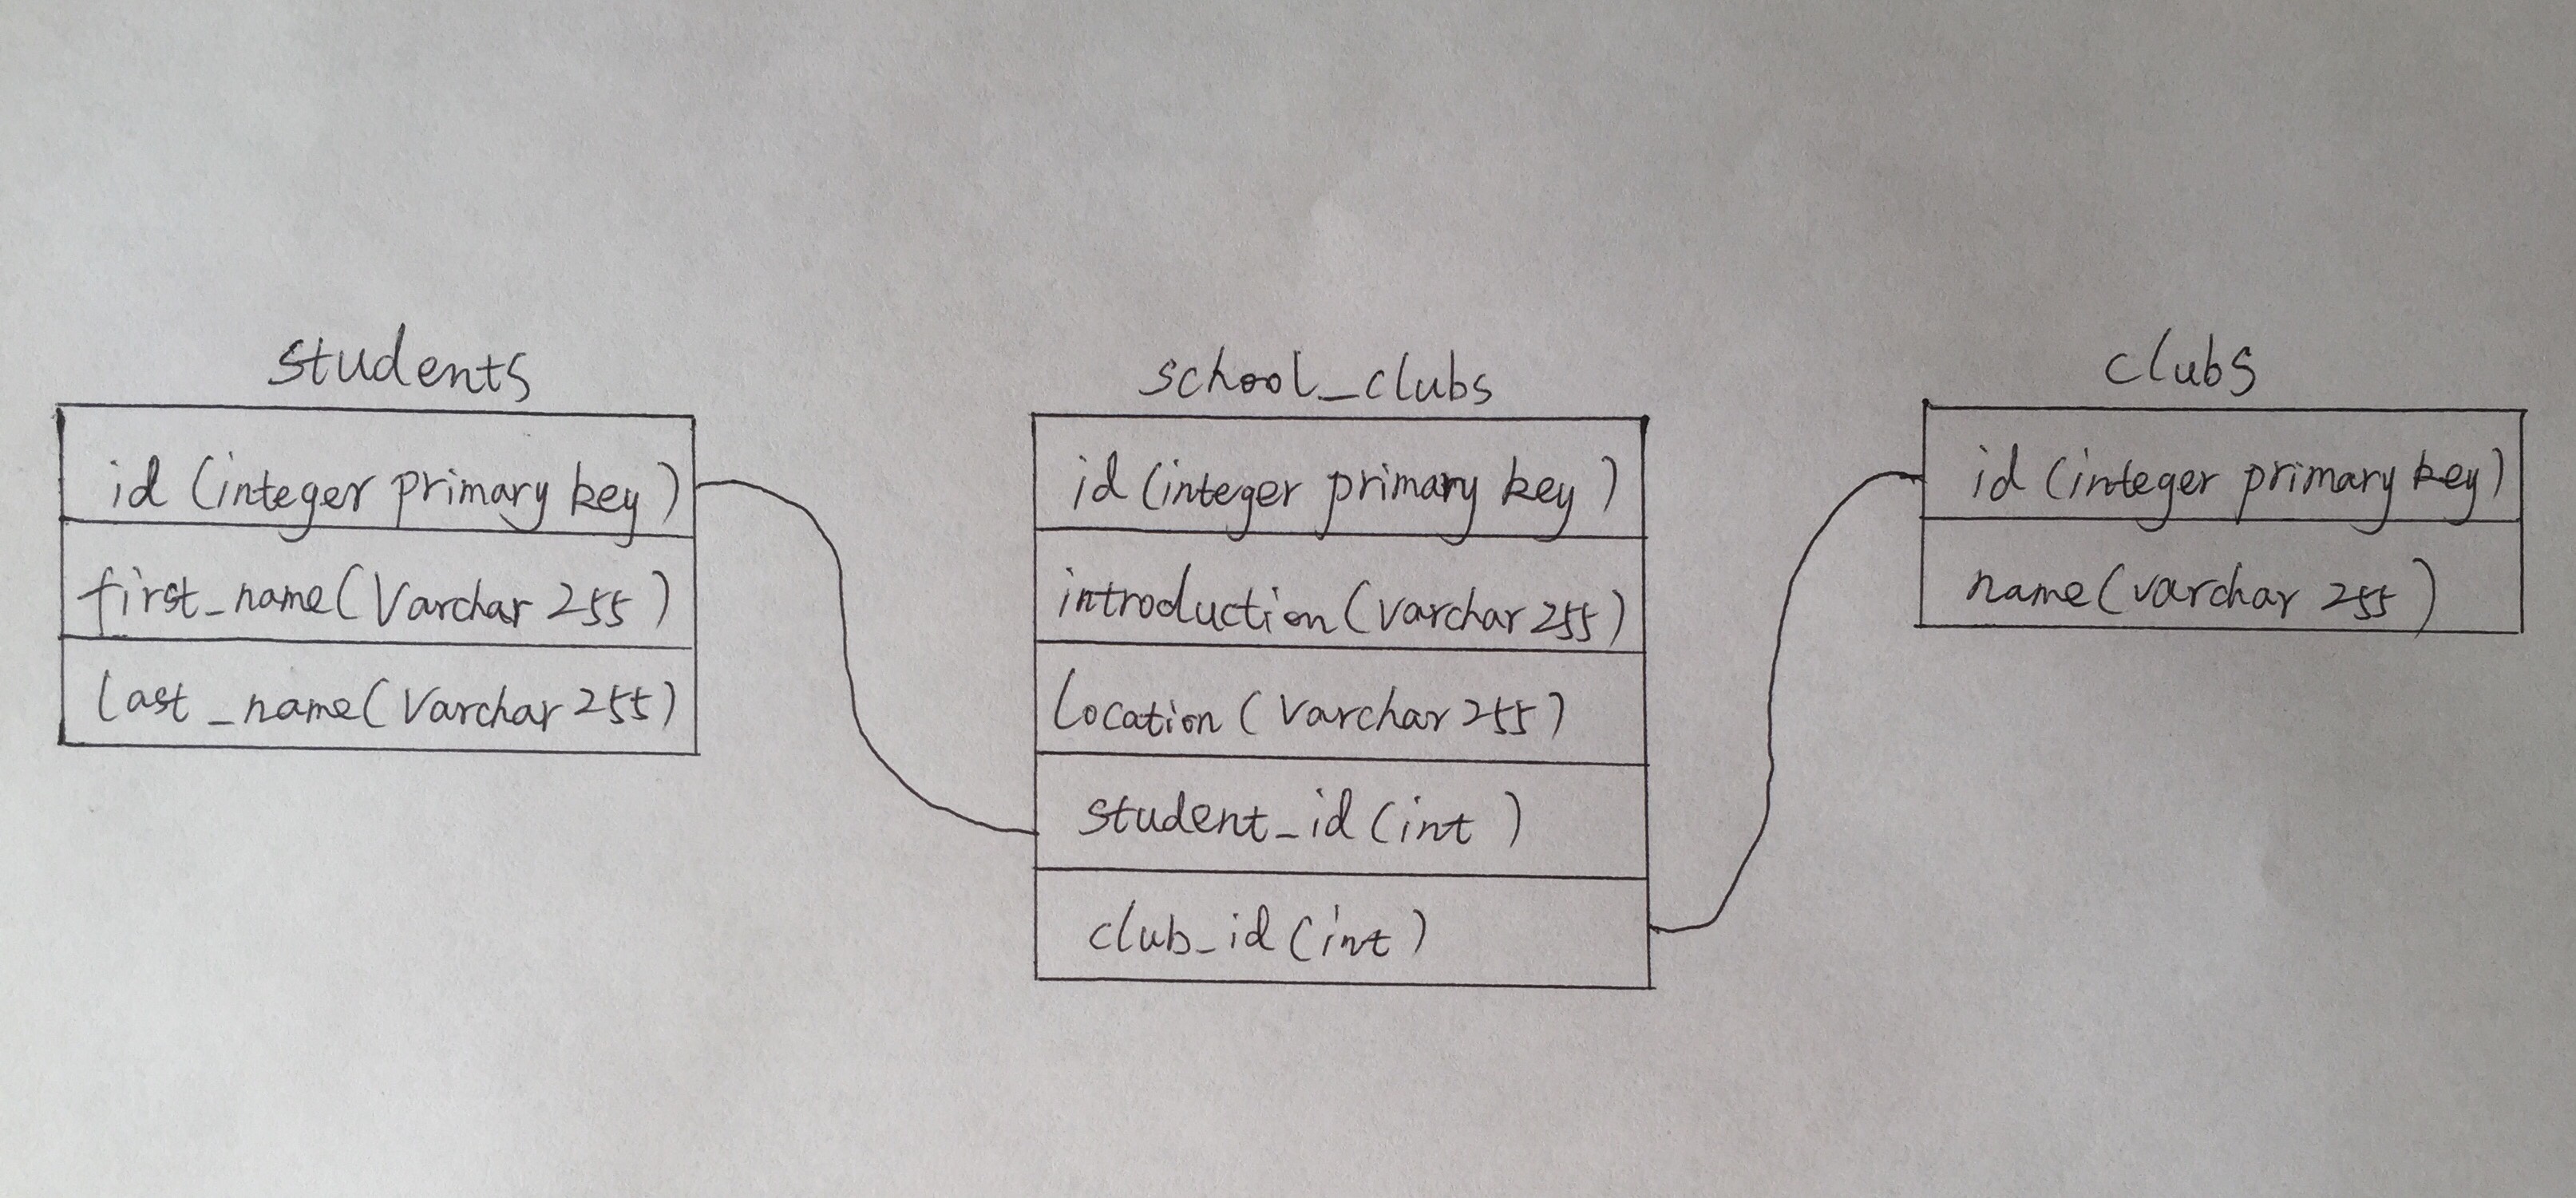 students
id (integer primary key)
first_name (Varchar 255)
last_name (Varchar 255)
school_clubs
id (integer primary key)
introduction (varchar 255)
location (varchar 255)
student_id (int)
club_id (int)
clubs
id (integer primary key)
name (varchar 255)